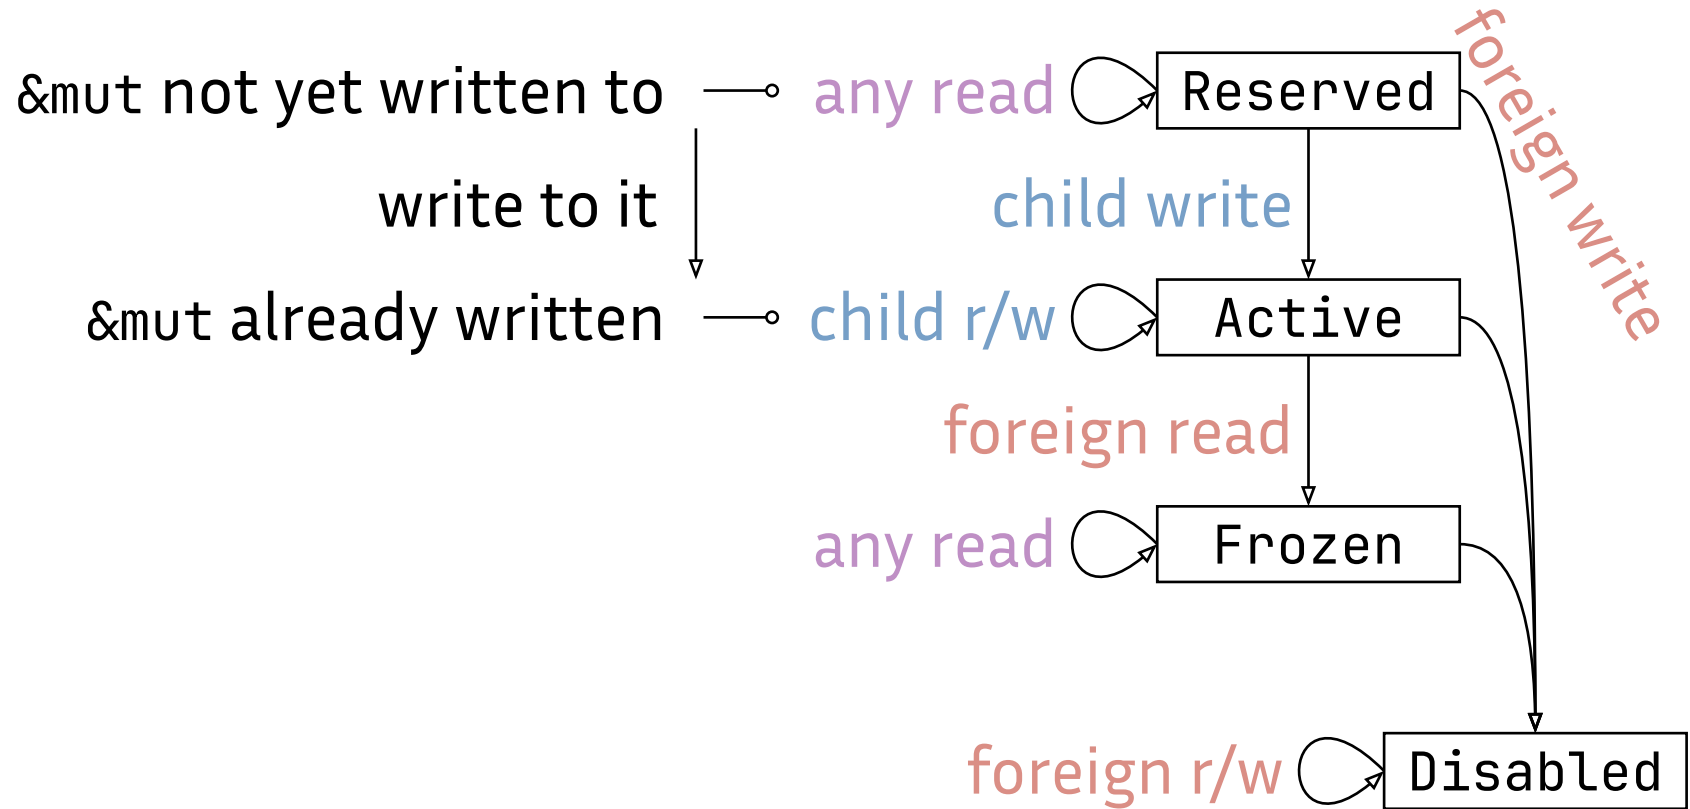 &mut not yet written to
any read
Reserved
foreign write
write to it
child write
&mut already written
child r/w
Active
foreign read
any read
Frozen
foreign r/w
Disabled